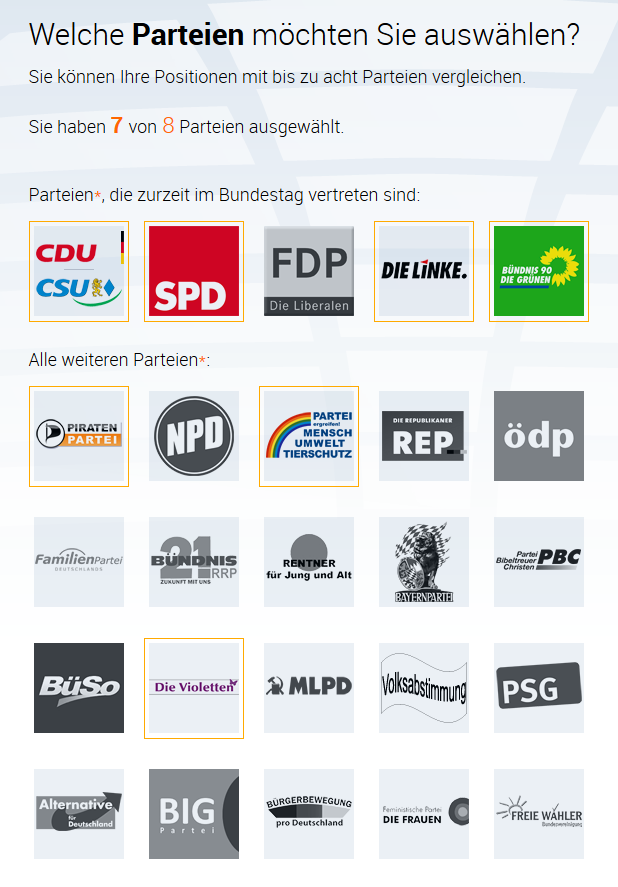 Welche Parteien möchten Sie auswählen?
Sie können Ihre Positionen mit bis zu acht Parteien vergleichen.
Sie haben 7 von 8 Parteien ausgewählt.
Parteien*, die zurzeit im Bundestag vertreten sind:
CDU
CSU
SPD
FDP
Die Liberalen
DIE LINKE.
BÜNDNIS 90
DIE GRÜNEN
Alle weiteren Parteien*:
PIRATEN
PARTEI
NPD
PARTEI
ergreifen!
MENSCH
UMWELT
TIERSCHUTZ
DIE REPUBLIKANER
REP
ödp
FamilienPartei
DEUTSCHLANDS
21
BÜNDNIS
RRP
ZUKUNFT MIT UNS
RENTNER
für Jung und Alt
BAYERNPARTEI
Partei
Bibeltreuer
Christen
PBC
BüSo
Die Violetten
MLPD
Volksabstimmung
PSG
Alternative
für
Deutschland
BIG
Partei
BÜRGERBEWEGUNG
pro Deutschland
Feministische Partei
DIE FRAUEN
FREIE WÄHLER
Bundesvereinigung